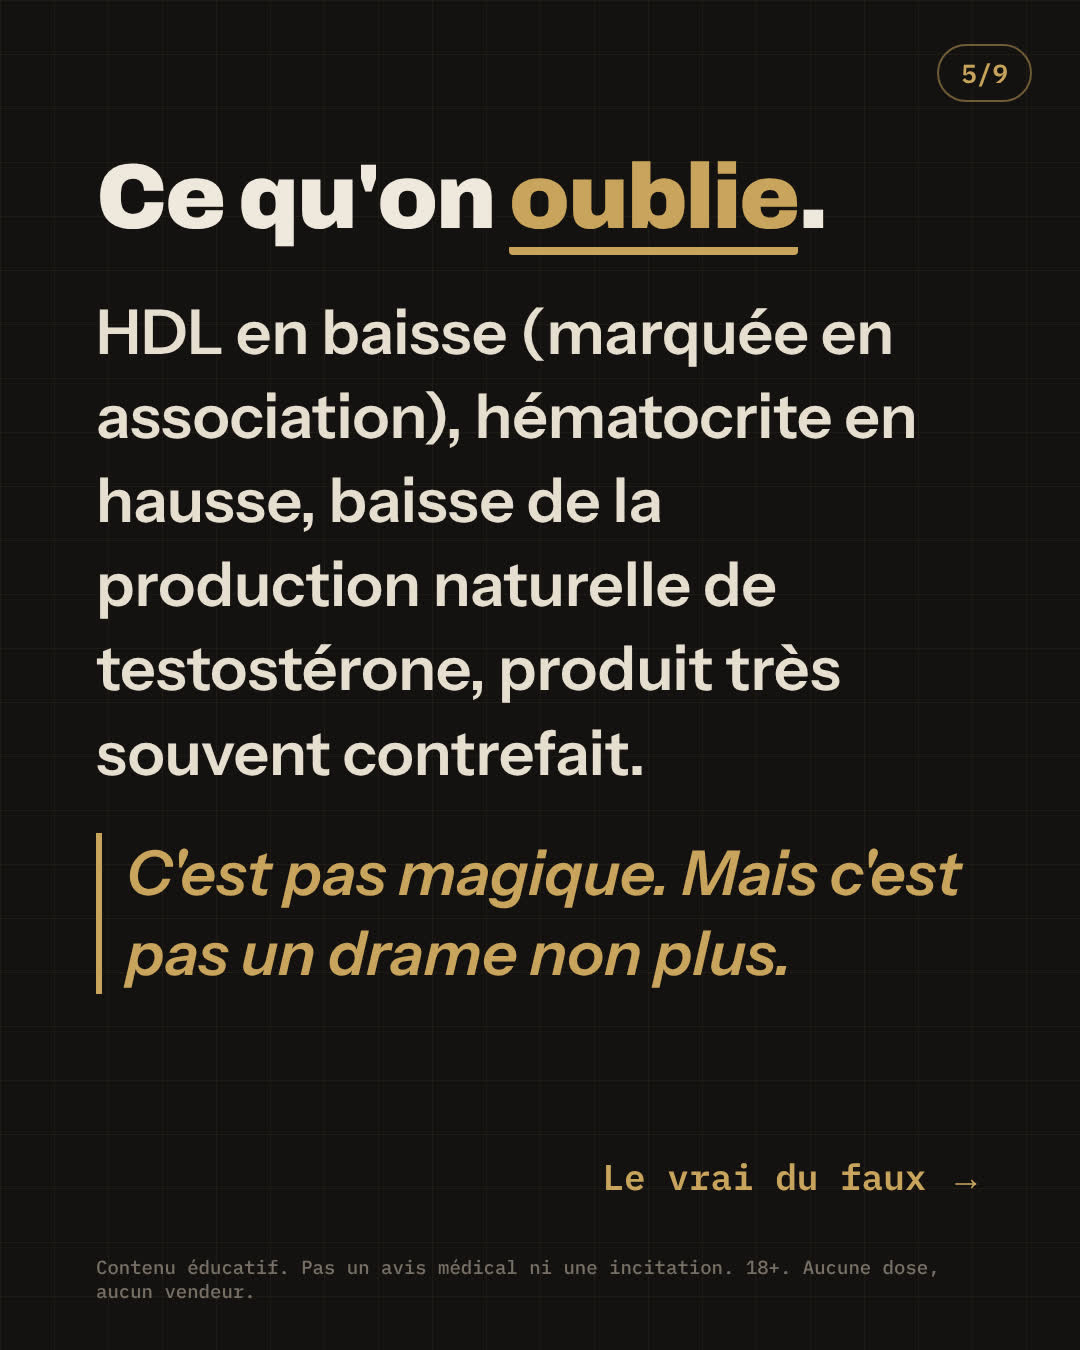 5/9
Ce qu'on oublie.
HDL en baisse (marquée en
association), hématocrite en
hausse, baisse de la
production naturelle de
testostérone, produit très
souvent contrefait.
C'est pas magique. Mais c'est
pas un drame non plus.
Le vrai du faux →
Contenu éducatif. Pas un avis médical ni une incitation. 18+. Aucune dose,
aucun vendeur.